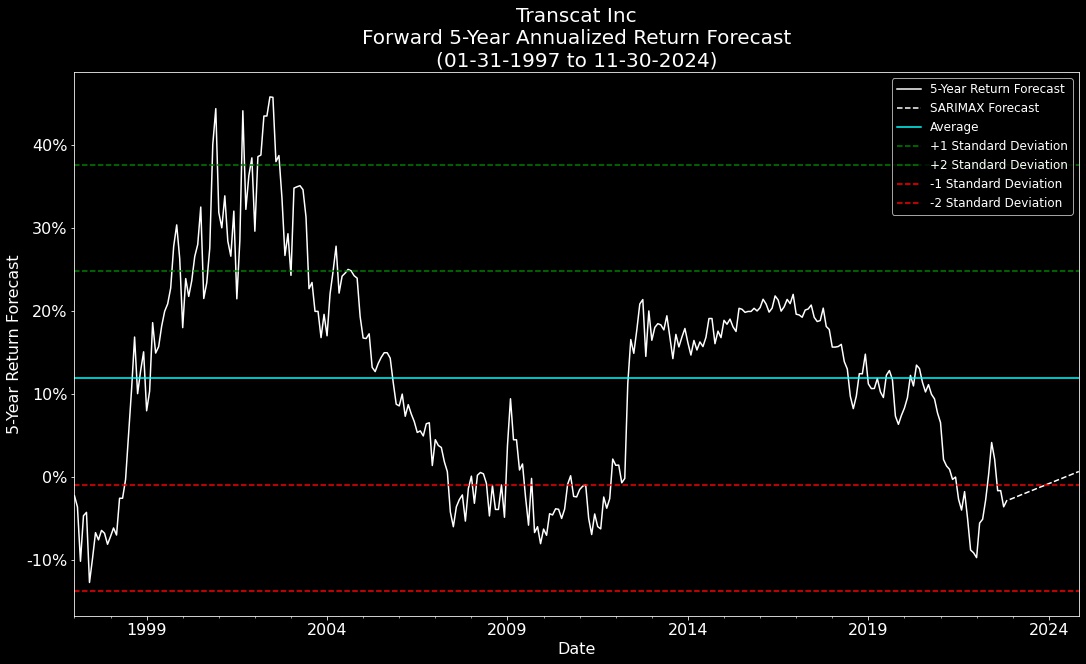 Transcat Inc
Forward 5-Year Annualized Return Forecast
(01-31-1997 to 11-30-2024)
5-Year Return Forecast
SARIMAX Forecast
Average
+1 Standard Deviation
+2 Standard Deviation
-1 Standard Deviation
-2 Standard Deviation
5-Year Return Forecast
40%
30%
20%
10%
0%
-10%
1999 2004 2009 2014 2019 2024
Date